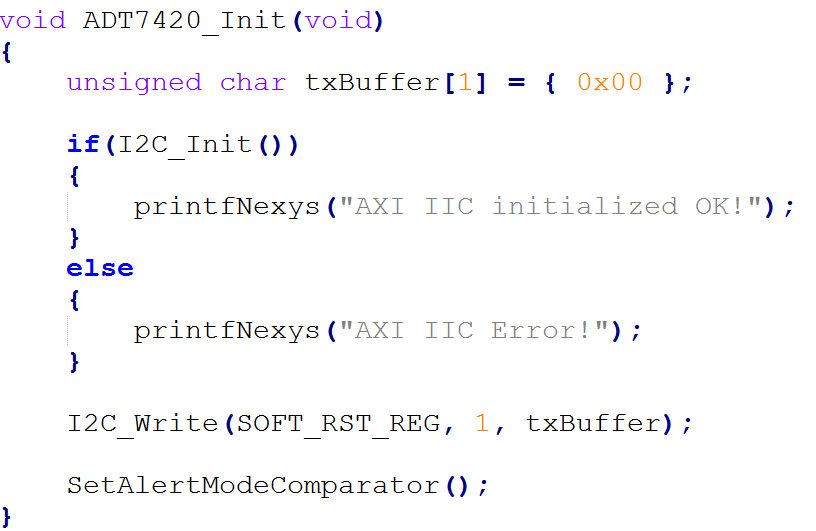 void ADT7420_Init(void)
{
    unsigned char txBuffer[1] = { 0x00 };

    if(I2C_Init())
    {
        printfNexys("AXI IIC initialized OK!");
    }
    else
    {
        printfNexys("AXI IIC Error!");
    }

    I2C_Write(SOFT_RST_REG, 1, txBuffer);

    SetAlertModeComparator();
}